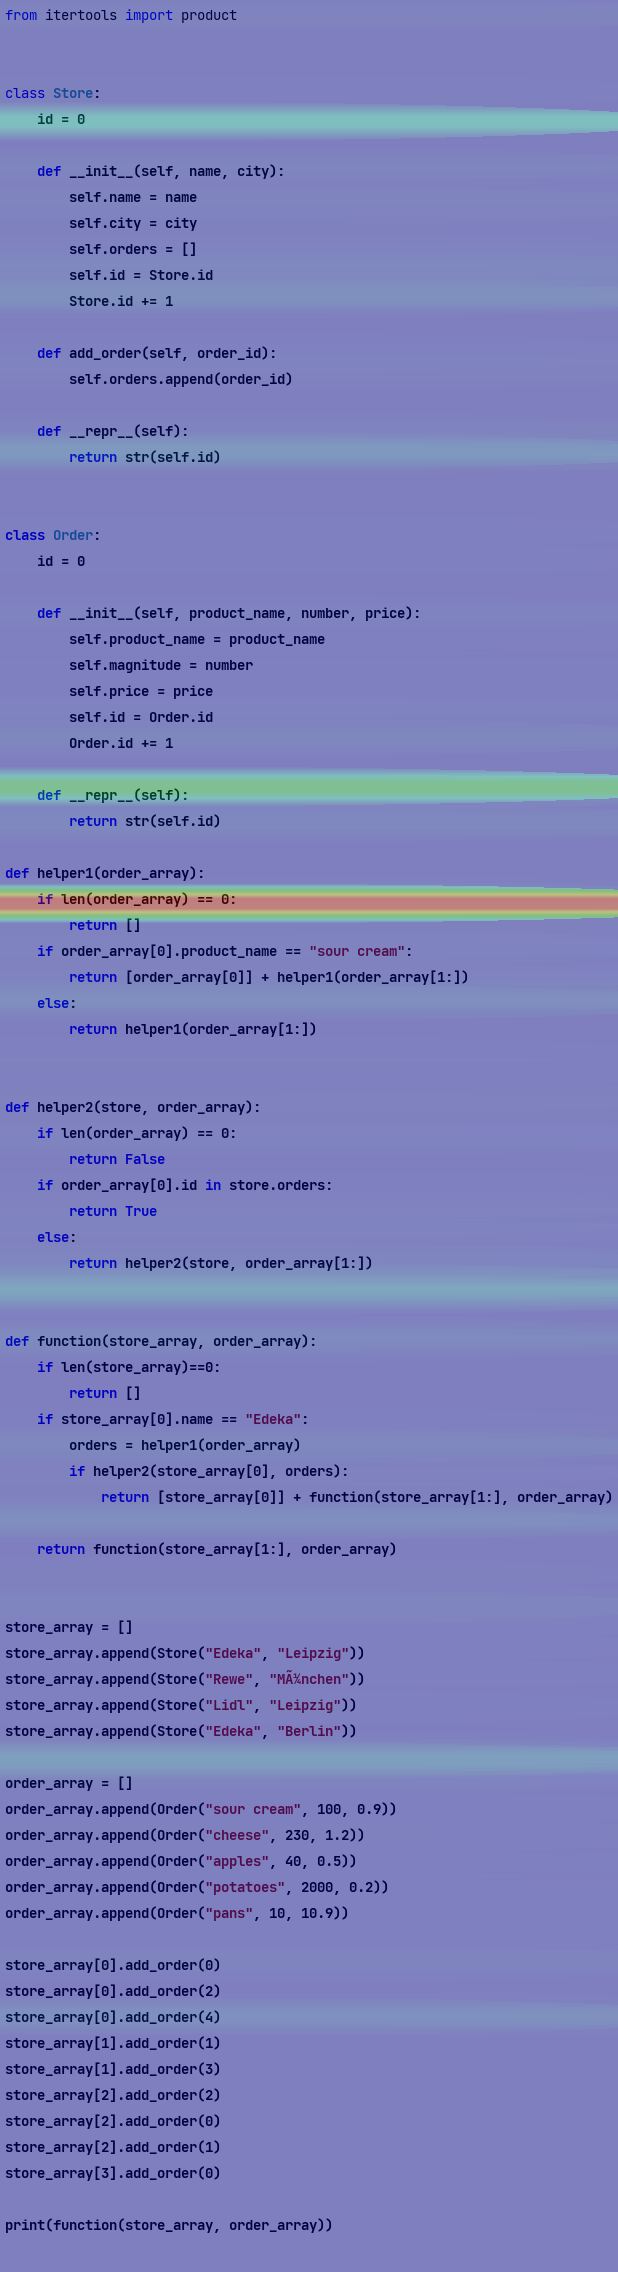 from itertools import product
class Store:
    id = 0
    def __init__(self, name, city):
        self.name = name
        self.city = city
        self.orders = []
        self.id = Store.id
        Store.id += 1
    def add_order(self, order_id):
        self.orders.append(order_id)
    def __repr__(self):
        return str(self.id)
class Order:
    id = 0
    def __init__(self, product_name, number, price):
        self.product_name = product_name
        self.magnitude = number
        self.price = price
        self.id = Order.id
        Order.id += 1
    def __repr__(self):
        return str(self.id)
def helper1(order_array):
    if len(order_array) == 0:
        return []
    if order_array[0].product_name == "sour cream":
        return [order_array[0]] + helper1(order_array[1:])
    else:
        return helper1(order_array[1:])
def helper2(store, order_array):
    if len(order_array) == 0:
        return False
    if order_array[0].id in store.orders:
        return True
    else:
        return helper2(store, order_array[1:])
def function(store_array, order_array):
    if len(store_array)==0:
        return []
    if store_array[0].name == "Edeka":
        orders = helper1(order_array)
        if helper2(store_array[0], orders):
            return [store_array[0]] + function(store_array[1:], order_array)
    return function(store_array[1:], order_array)
store_array = []
store_array.append(Store("Edeka", "Leipzig"))
store_array.append(Store("Rewe", "MÃ¼nchen"))
store_array.append(Store("Lidl", "Leipzig"))
store_array.append(Store("Edeka", "Berlin"))
order_array = []
order_array.append(Order("sour cream", 100, 0.9))
order_array.append(Order("cheese", 230, 1.2))
order_array.append(Order("apples", 40, 0.5))
order_array.append(Order("potatoes", 2000, 0.2))
order_array.append(Order("pans", 10, 10.9))
store_array[0].add_order(0)
store_array[0].add_order(2)
store_array[0].add_order(4)
store_array[1].add_order(1)
store_array[1].add_order(3)
store_array[2].add_order(2)
store_array[2].add_order(0)
store_array[2].add_order(1)
store_array[3].add_order(0)
print(function(store_array, order_array))